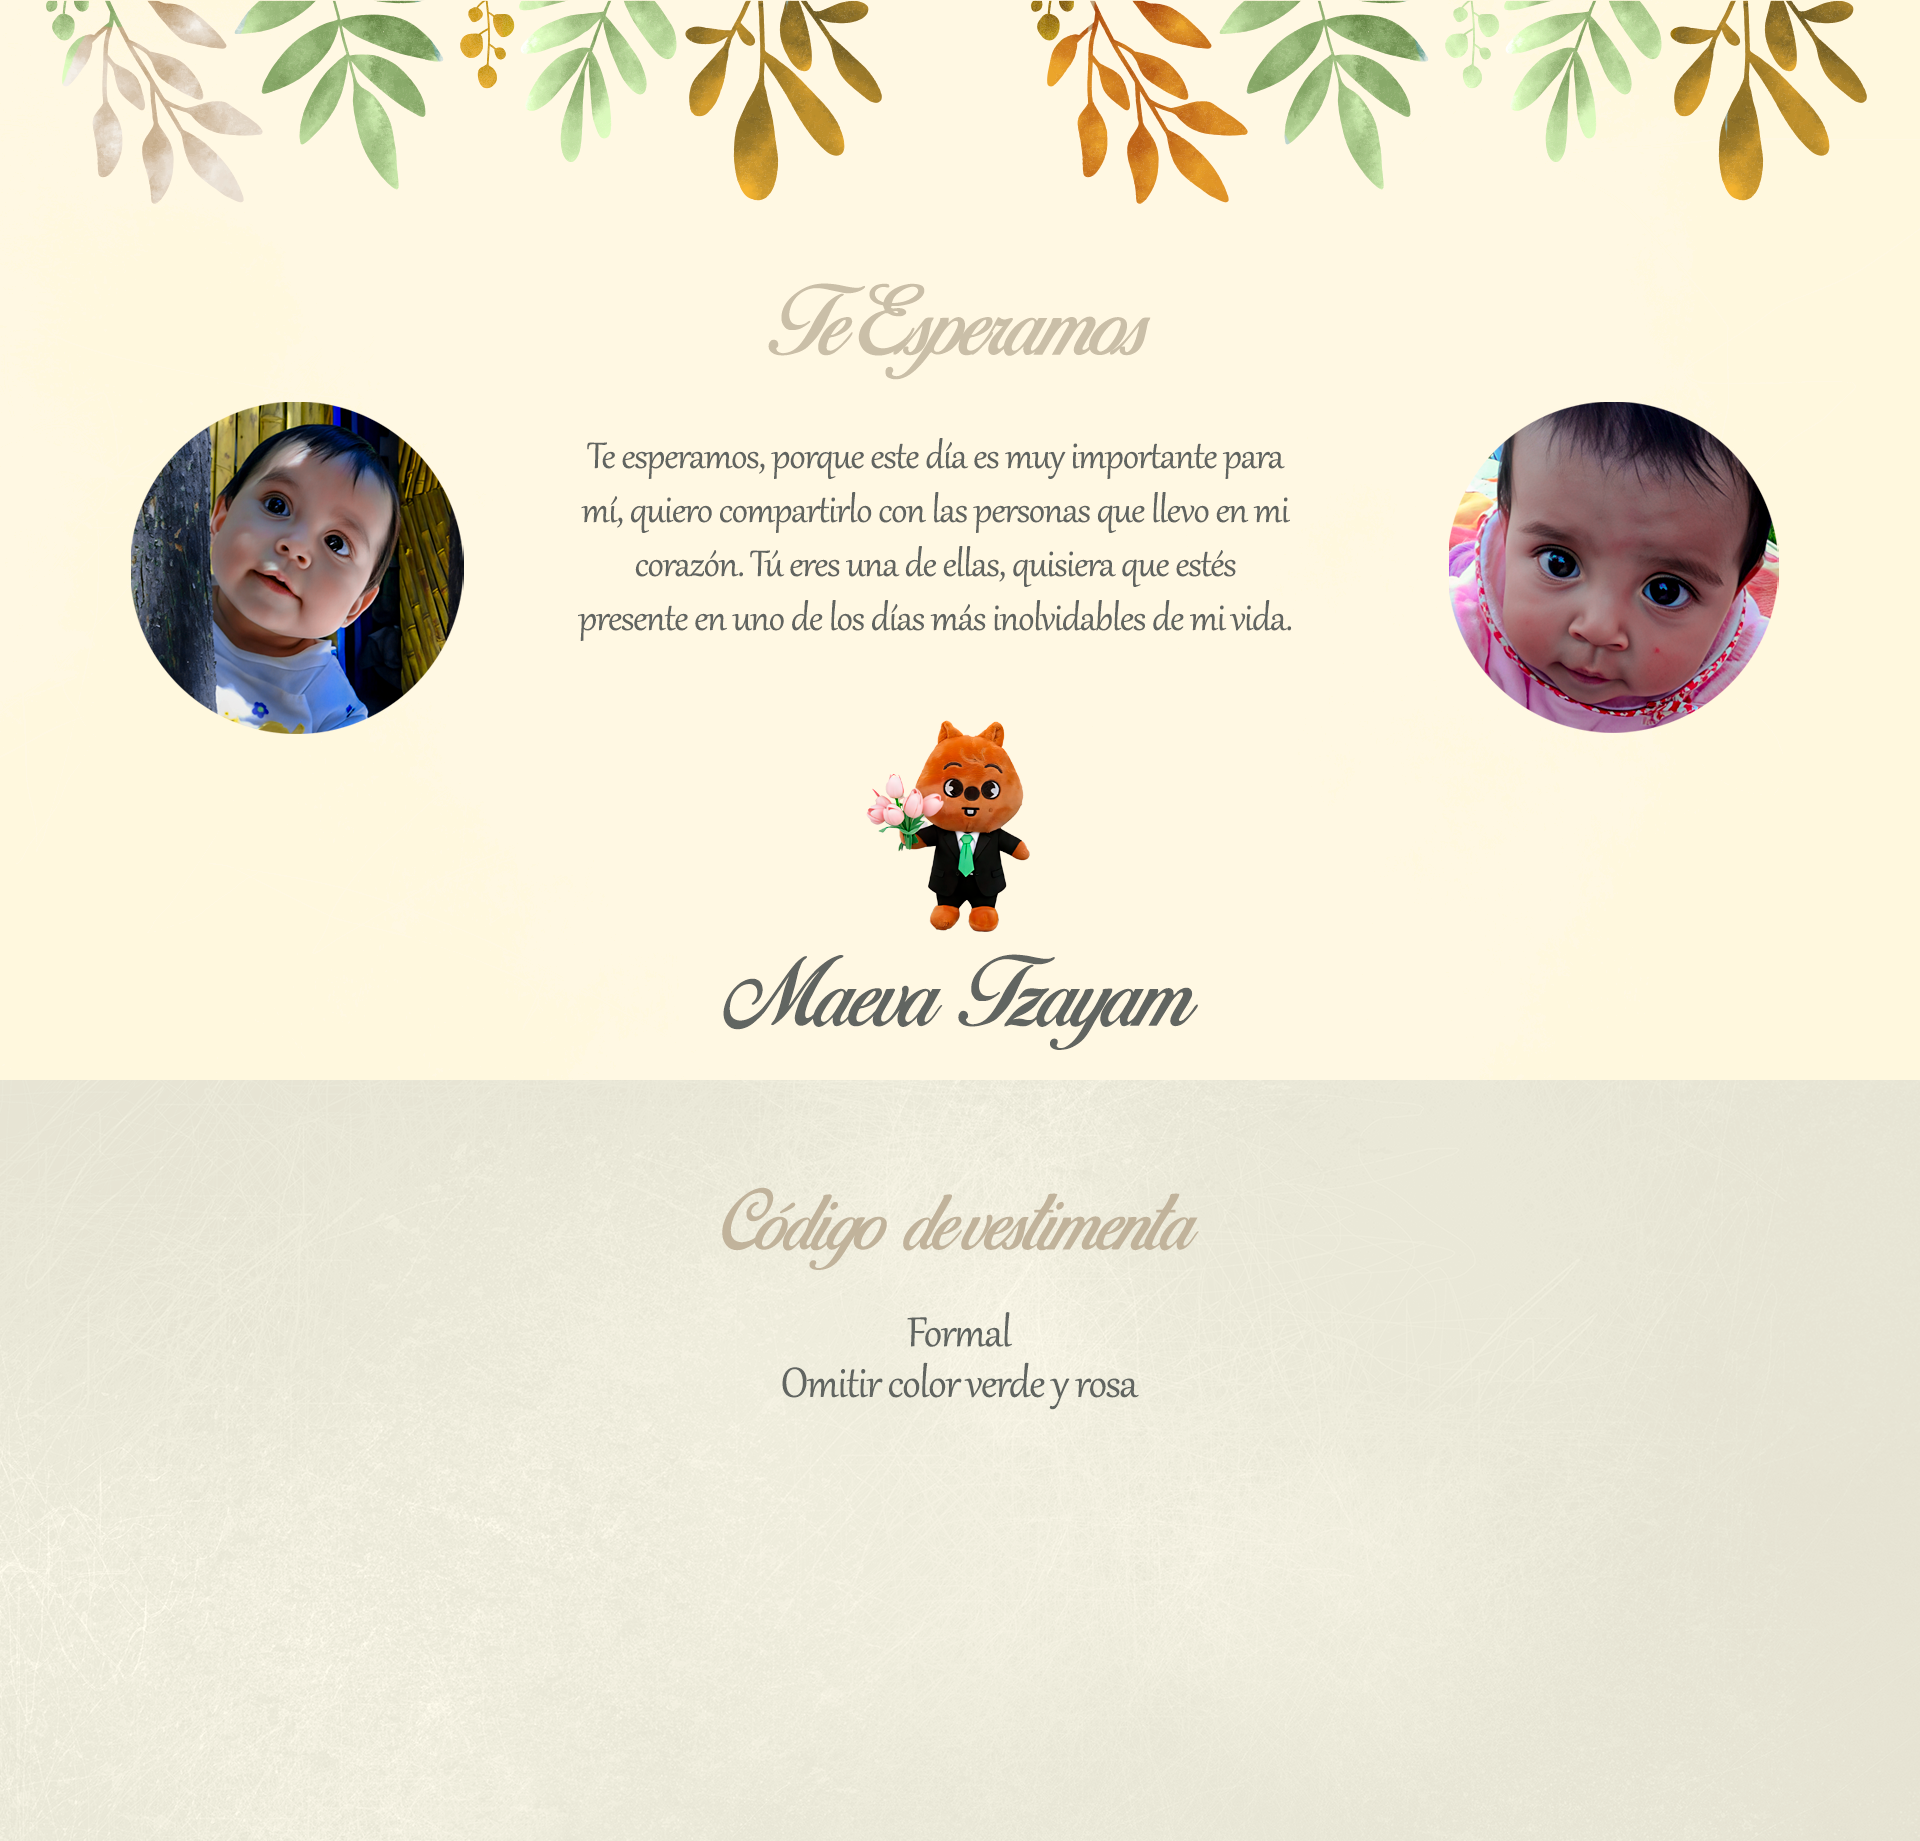 Te Esperamos
Te esperamos, porque este día es muy importante para
mí, quiero compartirlo con las personas que llevo en mi
corazón. Tú eres una de ellas, quisiera que estés
presente en uno de los días más inolvidables de mi vida.
Maeva Tzayam
Código de vestimenta
Formal
Omitir color verde y rosa